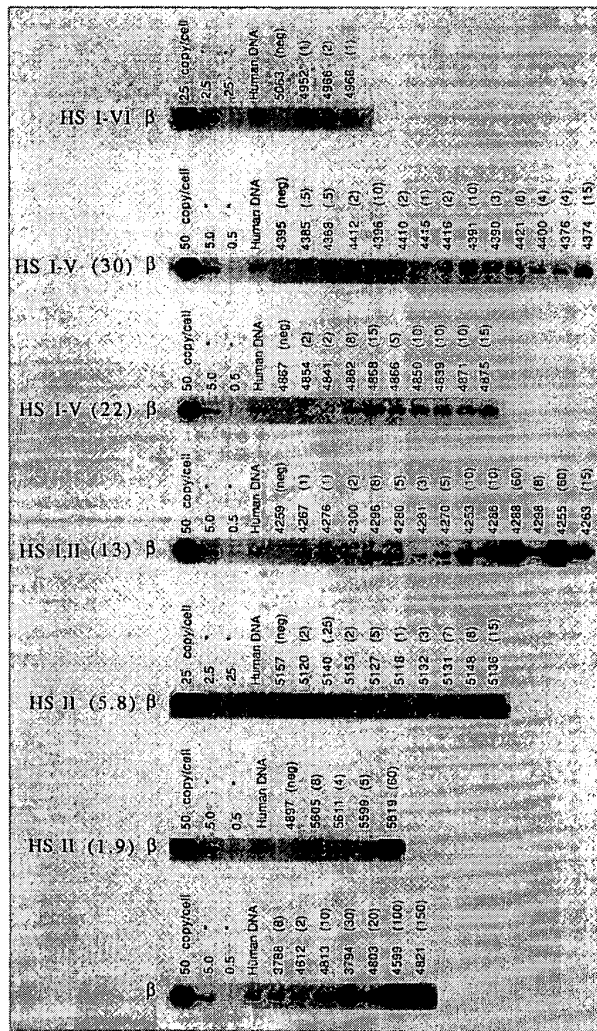 HS I-VI β
25 copy/cell
2.5 "
.25 "
Human DNA
5063 (neg)
4952 (1)
4966 (2)
4968 (1)
HS I-V (30) β
50 copy/cell
5.0 "
0.5 "
Human DNA
4395 (neg)
4385 (.5)
4368 (.5)
4412 (2)
4396 (10)
4410 (2)
4415 (1)
4416 (2)
4391 (10)
4390 (3)
4421 (8)
4400 (4)
4376 (4)
4374 (15)
HS I-V (22) β
50 copy/cell
5.0 "
0.5 "
Human DNA
4867 (neg)
4854 (2)
4841 (2)
4892 (8)
4868 (15)
4866 (5)
4850 (10)
4839 (10)
4871 (10)
4875 (15)
HS I,II (13) β
50 copy/cell
5.0 "
0.5 "
Human DNA
4259 (neg)
4267 (1)
4276 (1)
4300 (2)
4296 (8)
4280 (5)
4281 (3)
4270 (5)
4253 (10)
4286 (10)
4288 (60)
4298 (8)
4255 (60)
4263 (15)
HS II (5.8) β
25 copy/cell
2.5 "
.25 "
Human DNA
5157 (neg)
5120 (2)
5140 (.25)
5153 (2)
5127 (5)
5118 (1)
5132 (3)
5131 (7)
5148 (8)
5136 (15)
HS II (1.9) β
50 copy/cell
5.0 "
0.5 "
Human DNA
4897 (neg)
5605 (8)
5611 (4)
5599 (5)
5619 (60)
β
50 copy/cell
5.0 "
0.5 "
Human DNA
3788 (6)
4612 (2)
4813 (10)
3794 (30)
4803 (20)
4599 (100)
4821 (150)